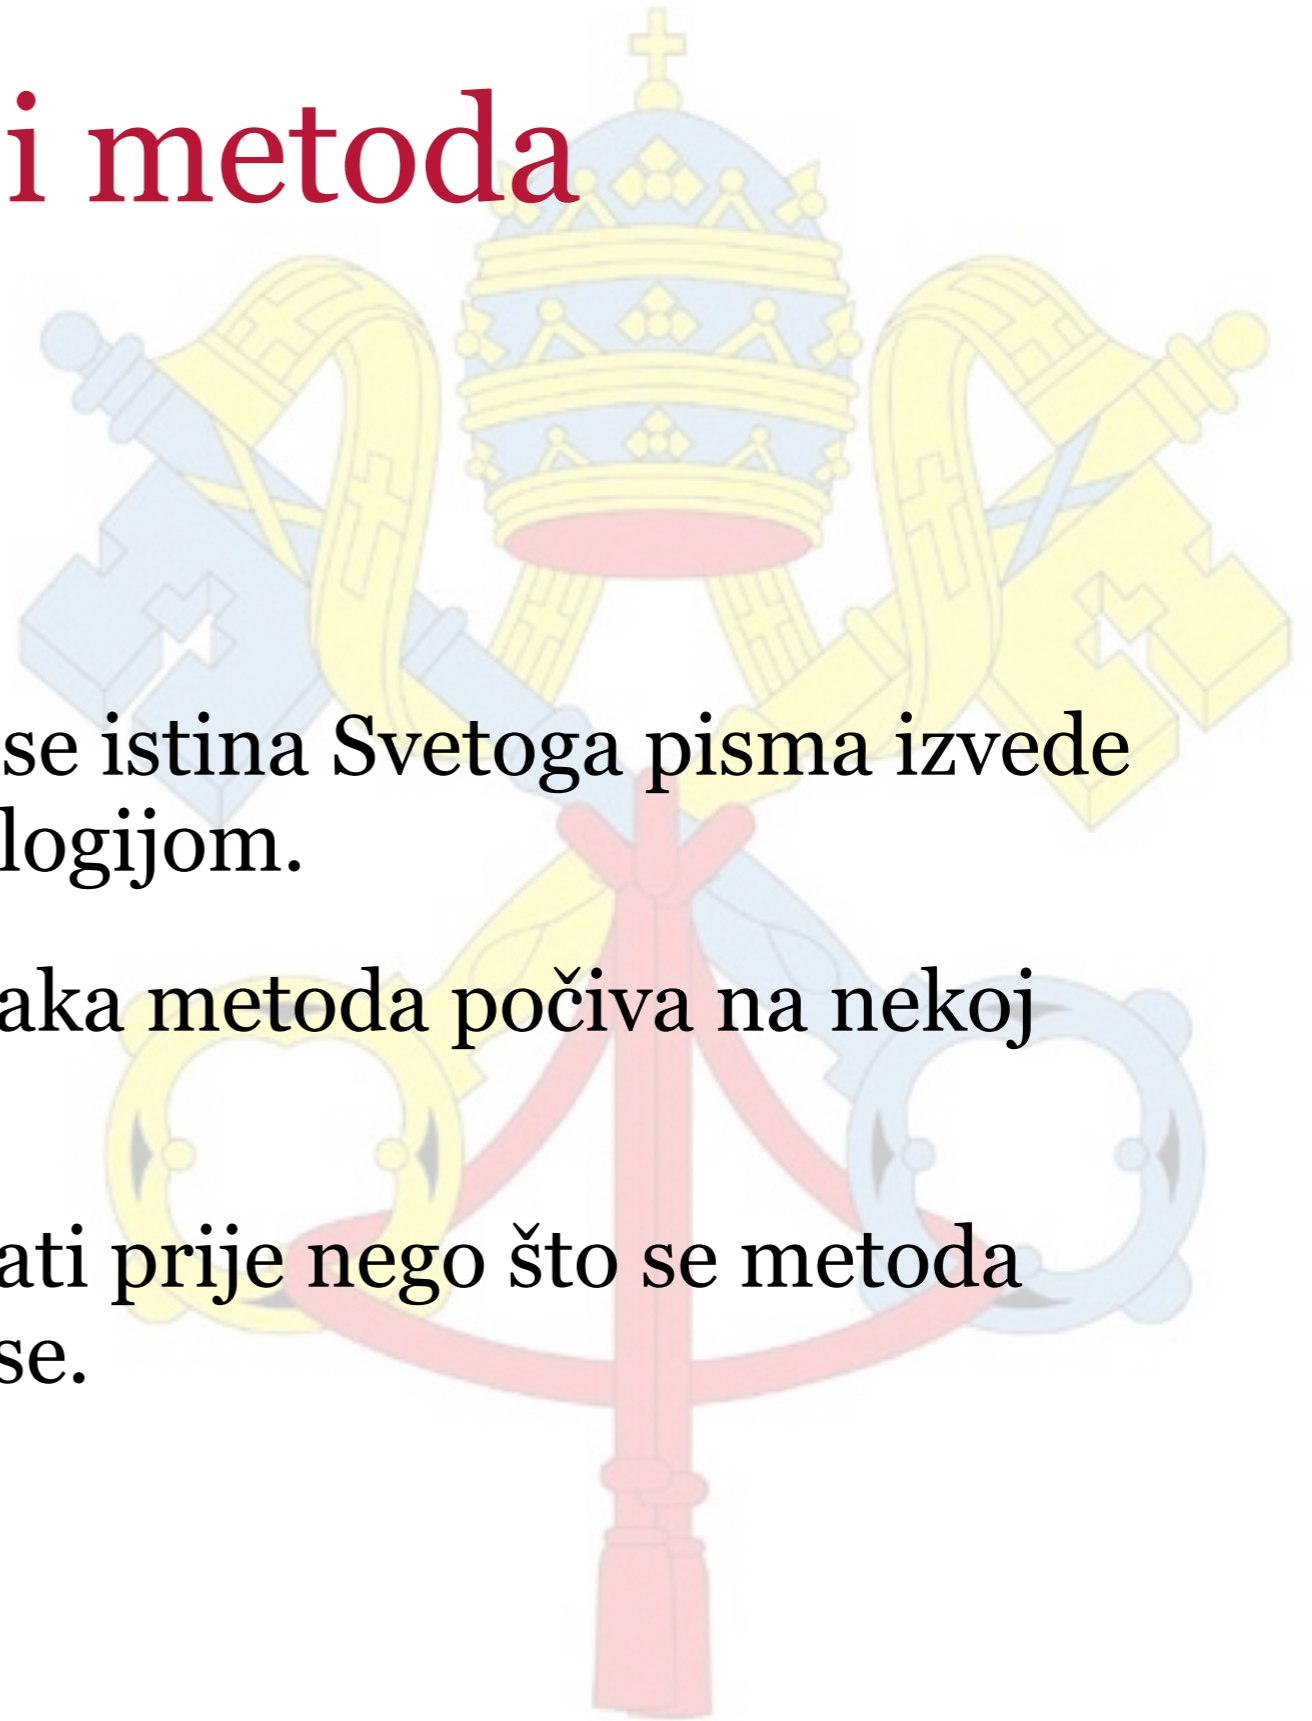 i metoda
se istina Svetoga pisma izvede
logijom.
aka metoda počiva na nekoj
ati prije nego što se metoda
se.